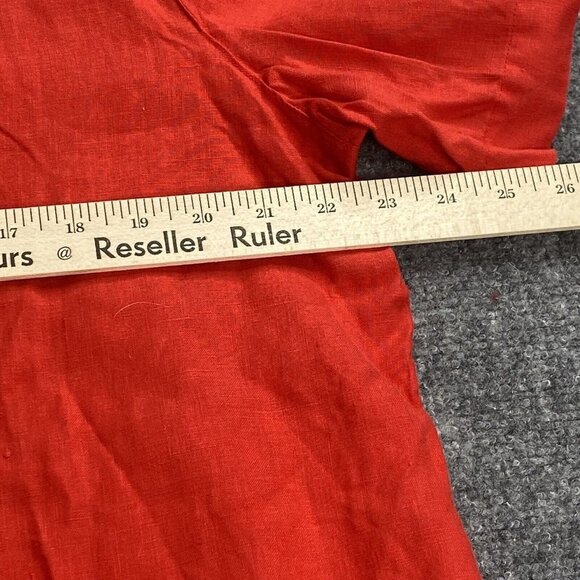 17 18 19 20 21 22 23 24 25 26
urs @ Reseller Ruler